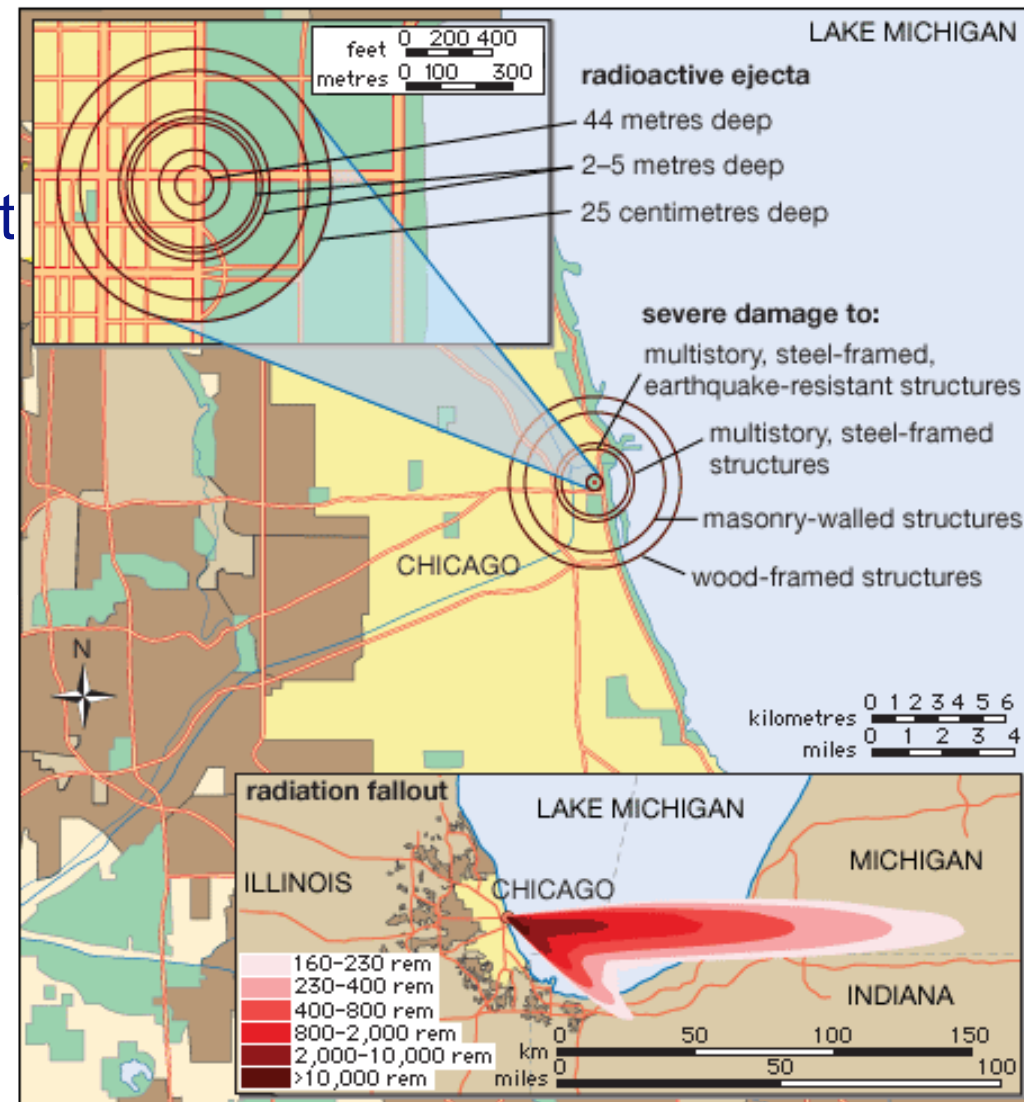 t
LAKE MICHIGAN
feet 0 200 400
metres 0 100 300
radioactive ejecta
44 metres deep
2–5 metres deep
25 centimetres deep
severe damage to:
multistory, steel-framed,
earthquake-resistant structures
multistory, steel-framed
structures
masonry-walled structures
wood-framed structures
CHICAGO
N
kilometres 0 1 2 3 4 5 6
miles 0 1 2 3 4
radiation fallout
LAKE MICHIGAN
MICHIGAN
ILLINOIS
CHICAGO
INDIANA
160–230 rem
230–400 rem
400–800 rem
800–2,000 rem
2,000–10,000 rem
>10,000 rem
km 0 50 100 150
miles 0 50 100